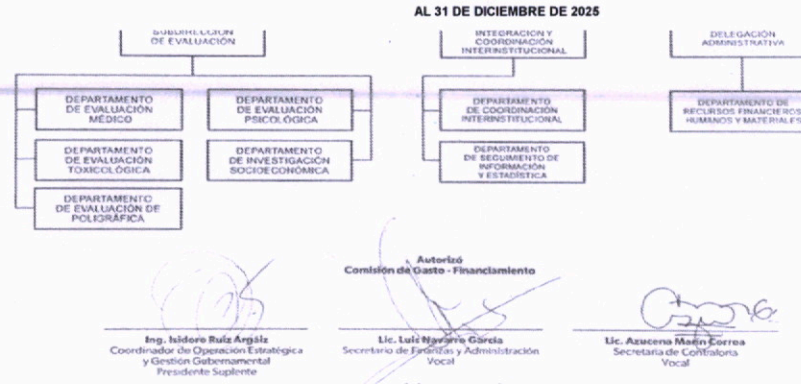 AL 31 DE DICIEMBRE DE 2025
SUBDIRECCIÓN
DE EVALUACIÓN
INTEGRACIÓN Y
COORDINACIÓN
INTERINSTITUCIONAL
DELEGACIÓN
ADMINISTRATIVA
DEPARTAMENTO
DE EVALUACIÓN
MÉDICO
DEPARTAMENTO
DE EVALUACIÓN
PSICOLÓGICA
DEPARTAMENTO
DE COORDINACIÓN
INTERINSTITUCIONAL
DEPARTAMENTO DE
RECURSOS FINANCIEROS
HUMANOS Y MATERIALES
DEPARTAMENTO
DE EVALUACIÓN
TOXICOLÓGICA
DEPARTAMENTO
DE INVESTIGACIÓN
SOCIOECONÓMICA
DEPARTAMENTO
DE SEGUIMIENTO DE
INFORMACIÓN
Y ESTADÍSTICA
DEPARTAMENTO
DE EVALUACIÓN DE
POLIGRÁFICA
Autorizó
Comisión de Gasto - Financiamiento
Ing. Isidoro Ruiz Argáiz
Coordinador de Operación Estratégica
y Gestión Gubernamental
Presidente Suplente
Lic. Luis Navarro García
Secretario de Finanzas y Administración
Vocal
Lic. Azucena Marín Correa
Secretaria de Contraloría
Vocal